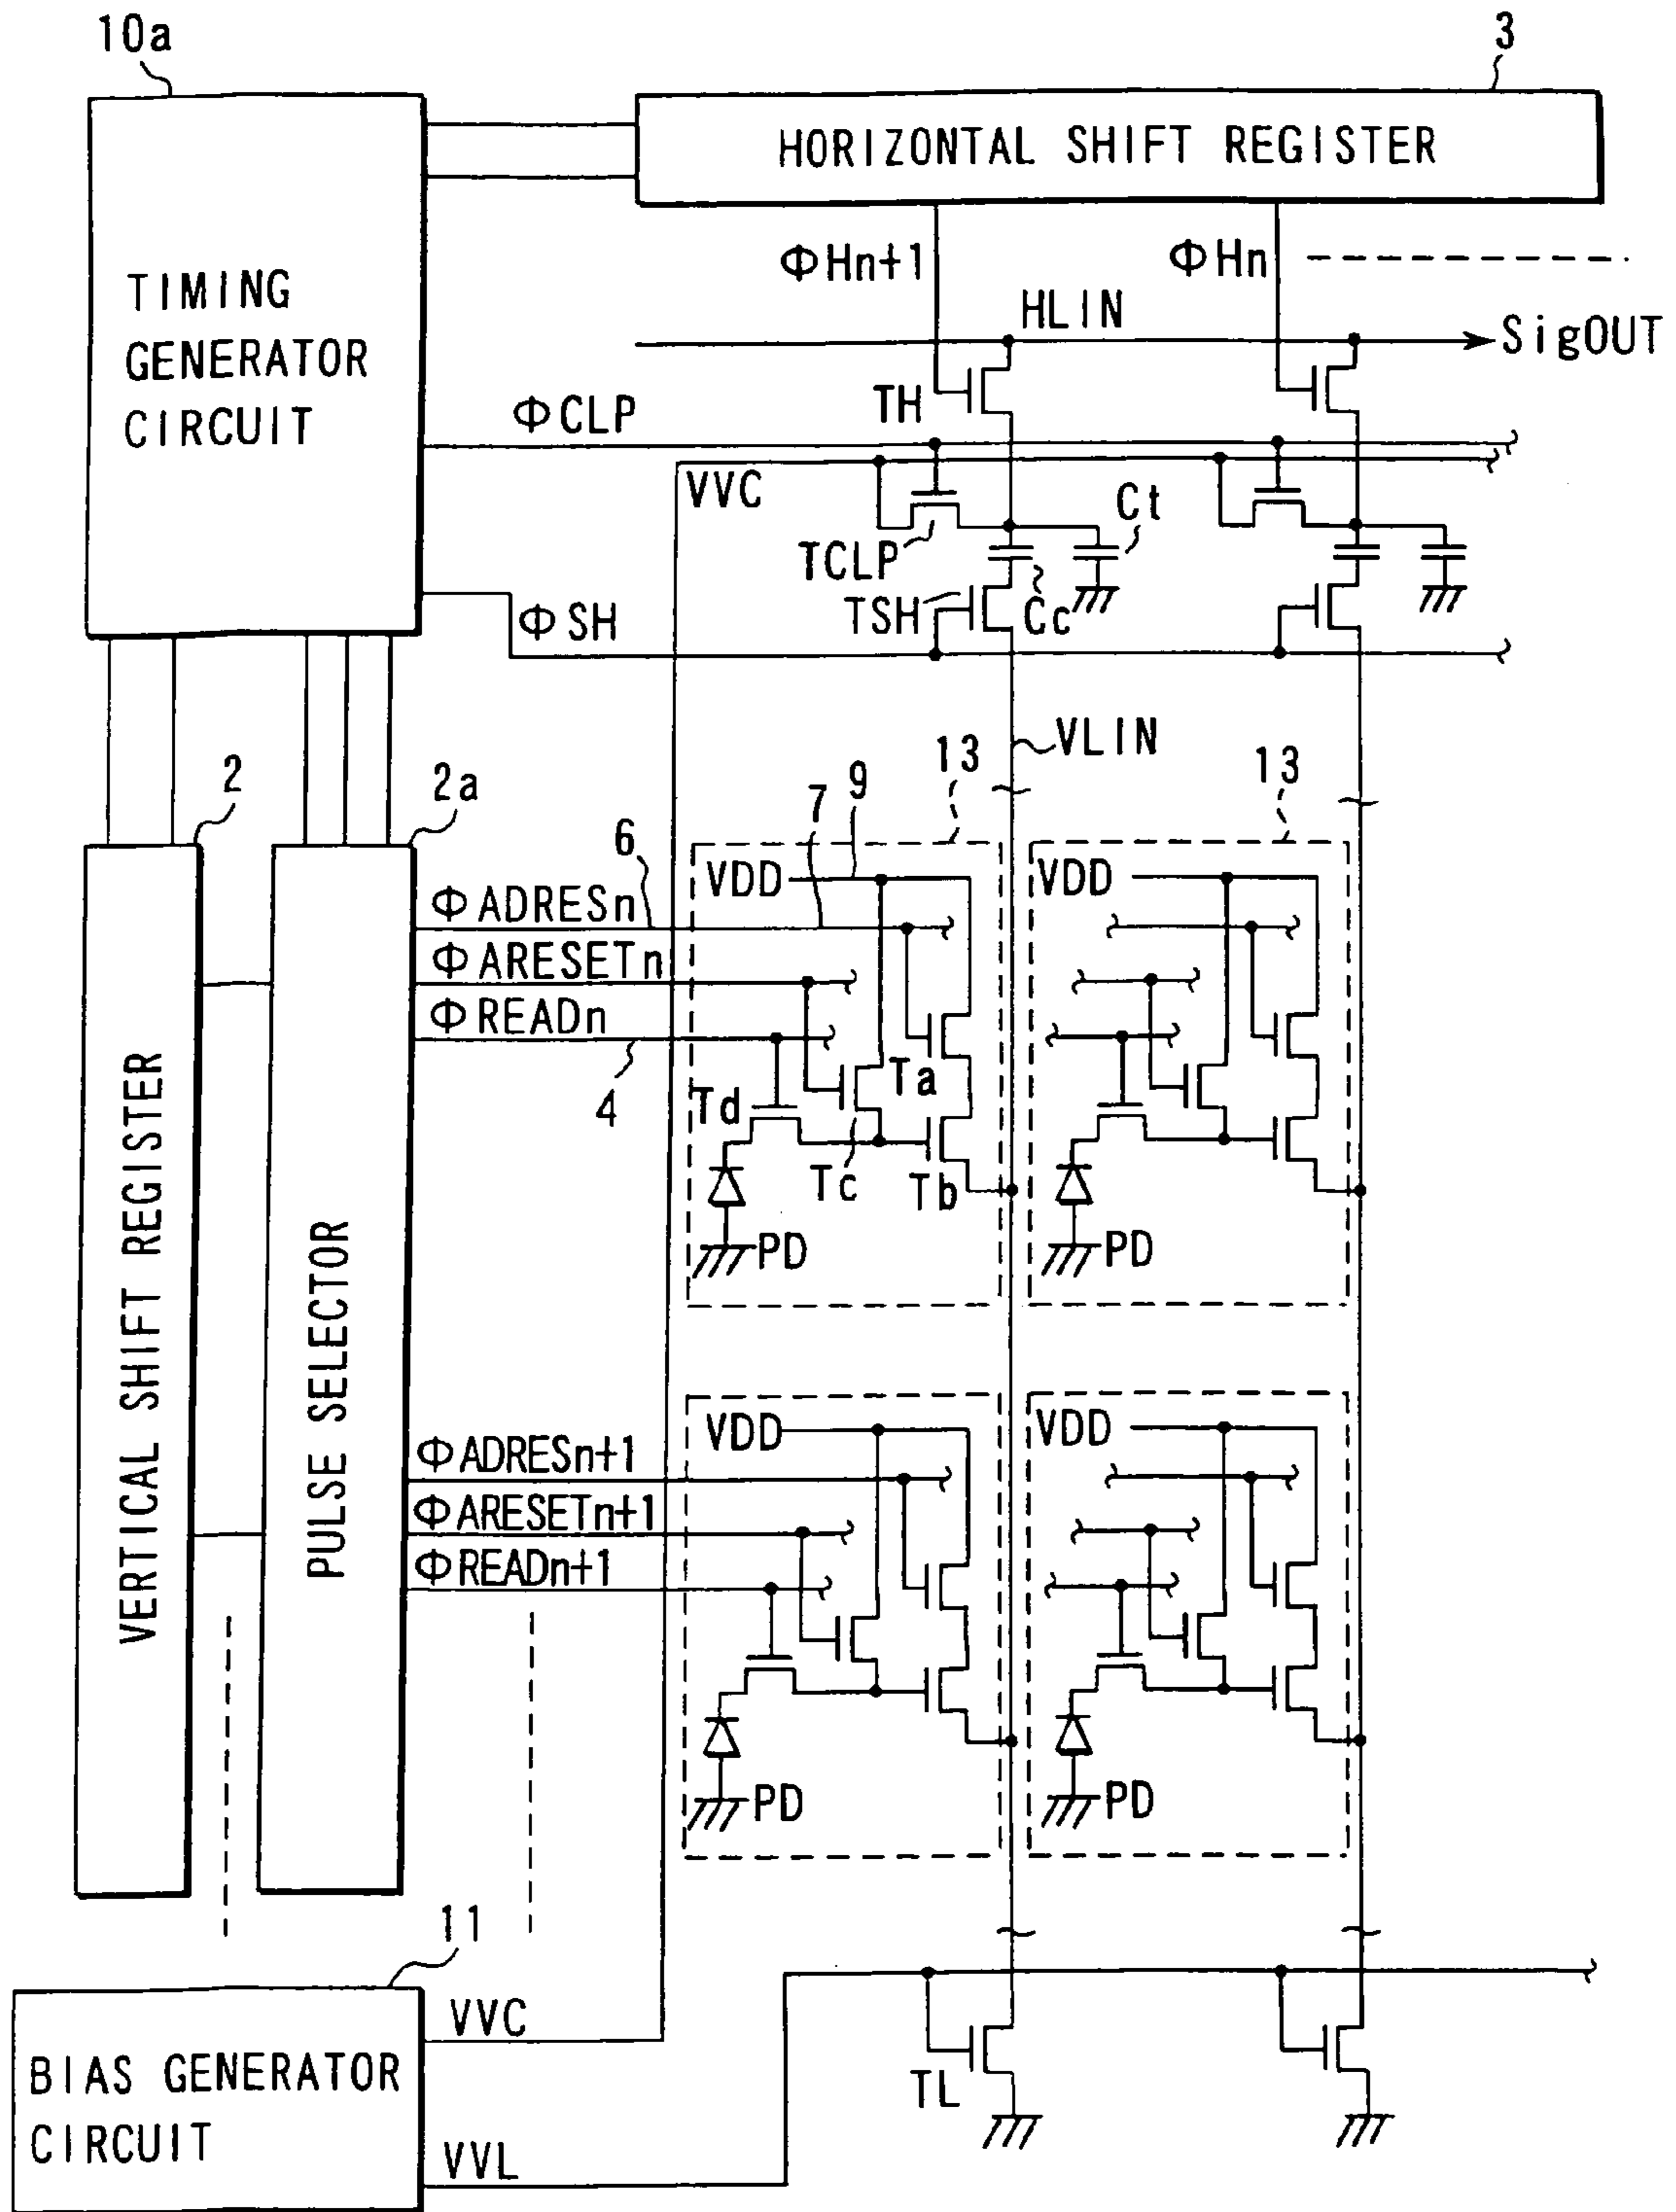 10a
3
HORIZONTAL SHIFT REGISTER
TIMING
GENERATOR
CIRCUIT
ΦHn+1
ΦHn
HLIN
SigOUT
TH
ΦCLP
VVC
TCLP
Ct
TSH
Cc
ΦSH
VLIN
2
2a
6
7
9
13
13
VERTICAL SHIFT REGISTER
PULSE SELECTOR
ΦADRESn
ΦARESETn
ΦREADn
4
VDD
Ta
Td
Tc
Tb
PD
VDD
PD
ΦADRESn+1
ΦARESETn+1
ΦREADn+1
VDD
PD
VDD
PD
11
BIAS GENERATOR
CIRCUIT
VVC
VVL
TL